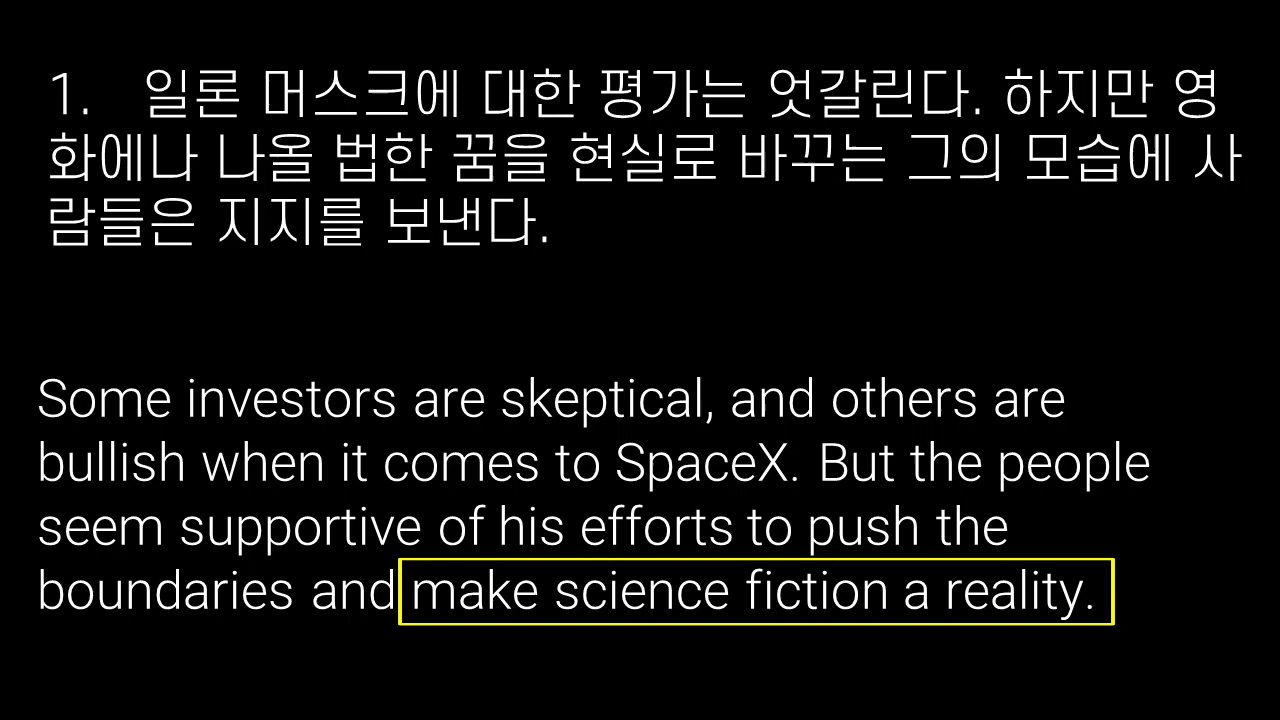 1. 일론 머스크에 대한 평가는 엇갈린다. 하지만 영
화에나 나올 법한 꿈을 현실로 바꾸는 그의 모습에 사
람들은 지지를 보낸다.
Some investors are skeptical, and others are
bullish when it comes to SpaceX. But the people
seem supportive of his efforts to push the
boundaries and make science fiction a reality.